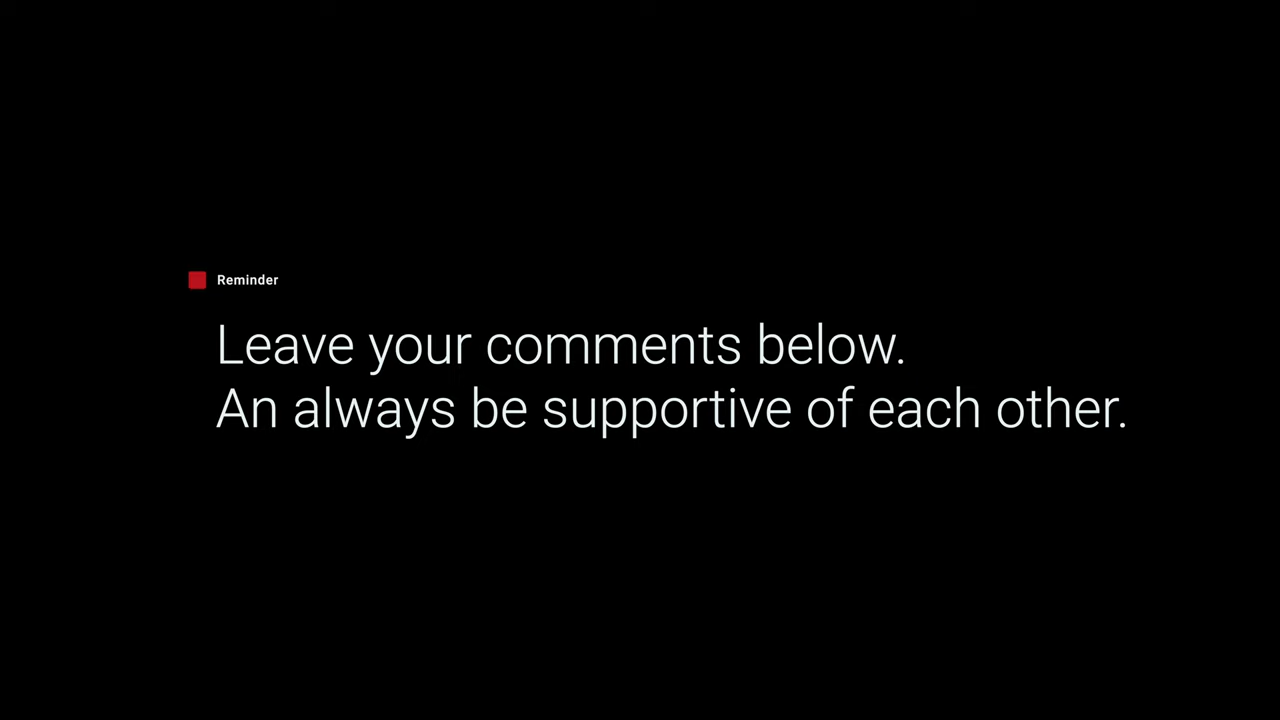 Reminder
Leave your comments below.
An always be supportive of each other.